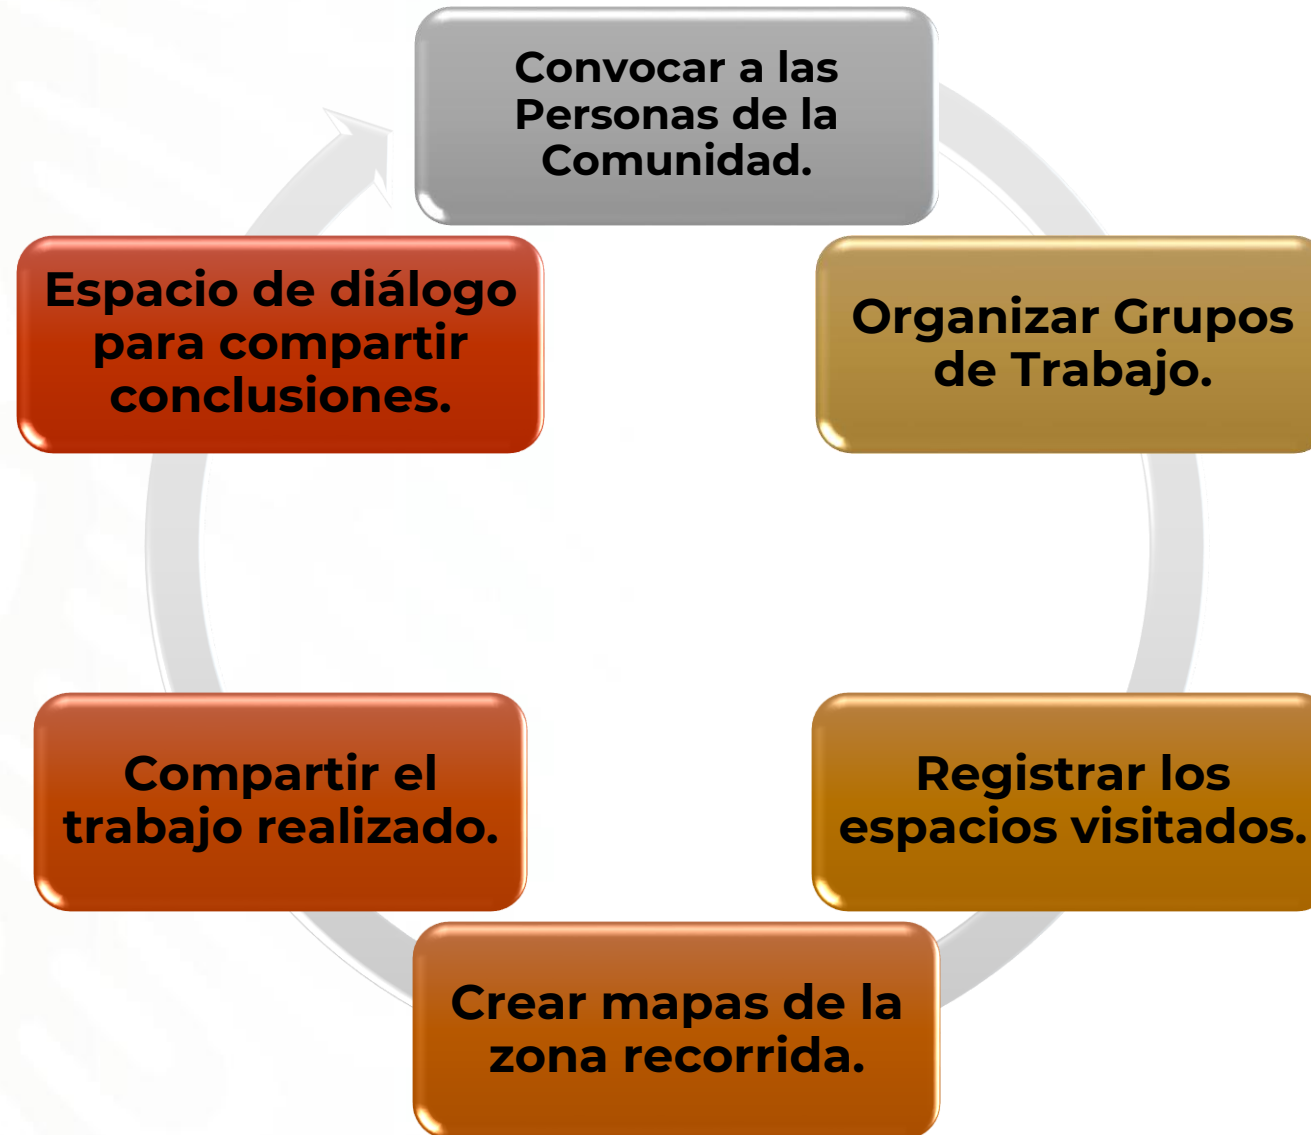 Convocar a las
Personas de la
Comunidad.
Organizar Grupos
de Trabajo.
Registrar los
espacios visitados.
Crear mapas de la
zona recorrida.
Compartir el
trabajo realizado.
Espacio de diálogo
para compartir
conclusiones.